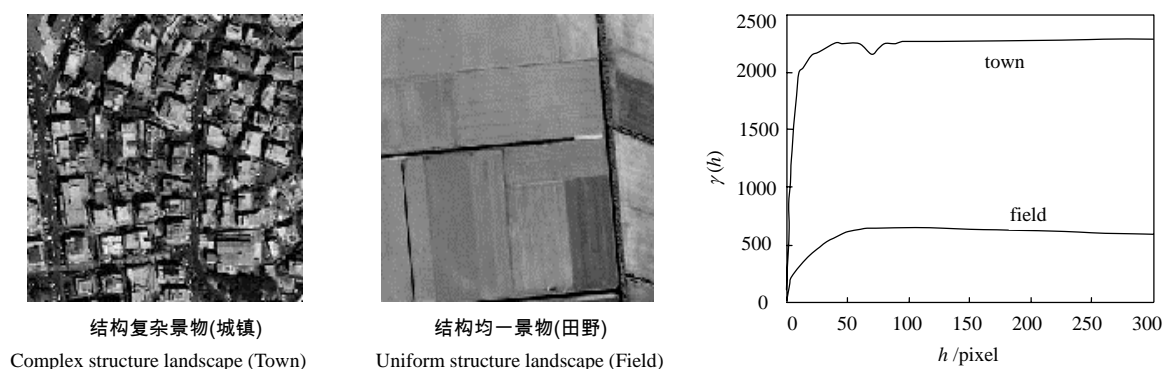 结构复杂景物(城镇)
Complex structure landscape (Town)
结构均一景物(田野)
Uniform structure landscape (Field)
2500
2000
1500
1000
500
0
γ(h)
town
field
0 50 100 150 200 250 300
h /pixel